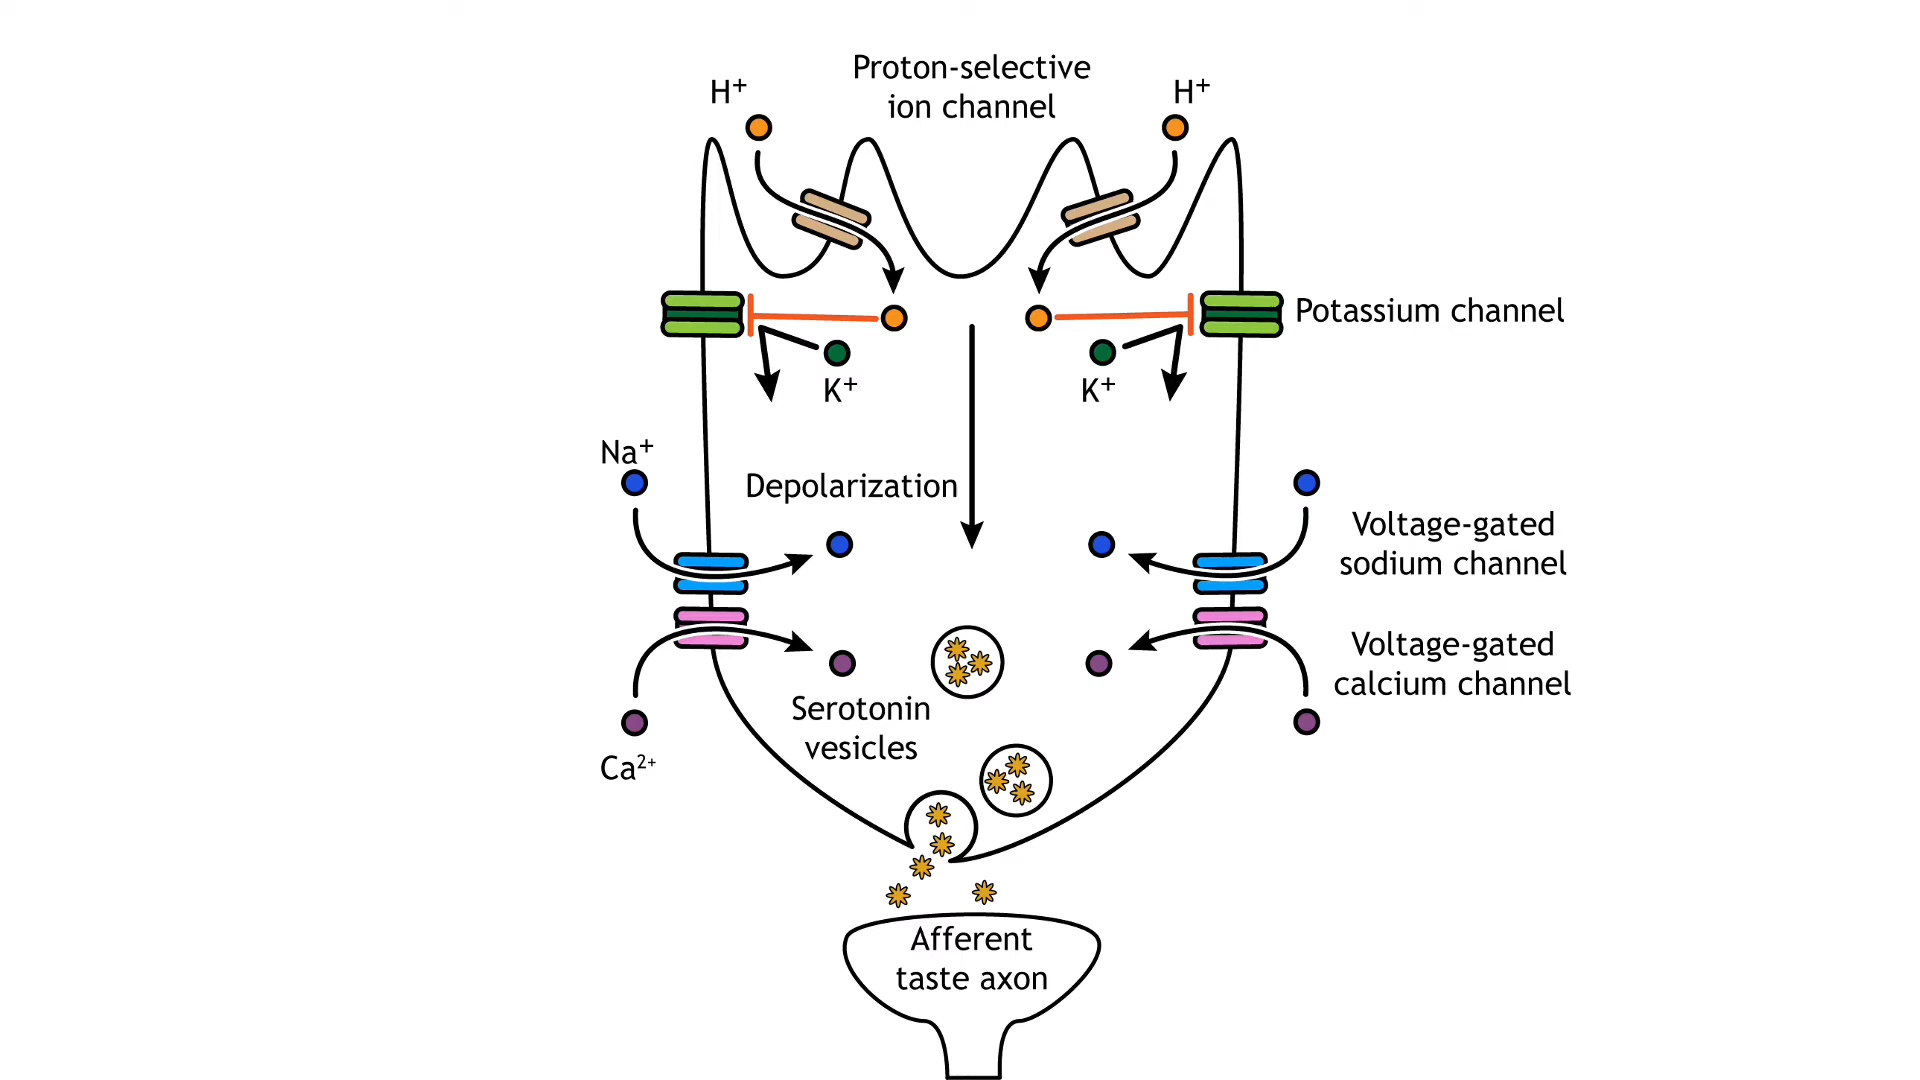 Proton-selective
ion channel
H⁺
H⁺
Potassium channel
K⁺
K⁺
Na⁺
Depolarization
Voltage-gated
sodium channel
Voltage-gated
calcium channel
Serotonin
vesicles
Ca²⁺
Afferent
taste axon